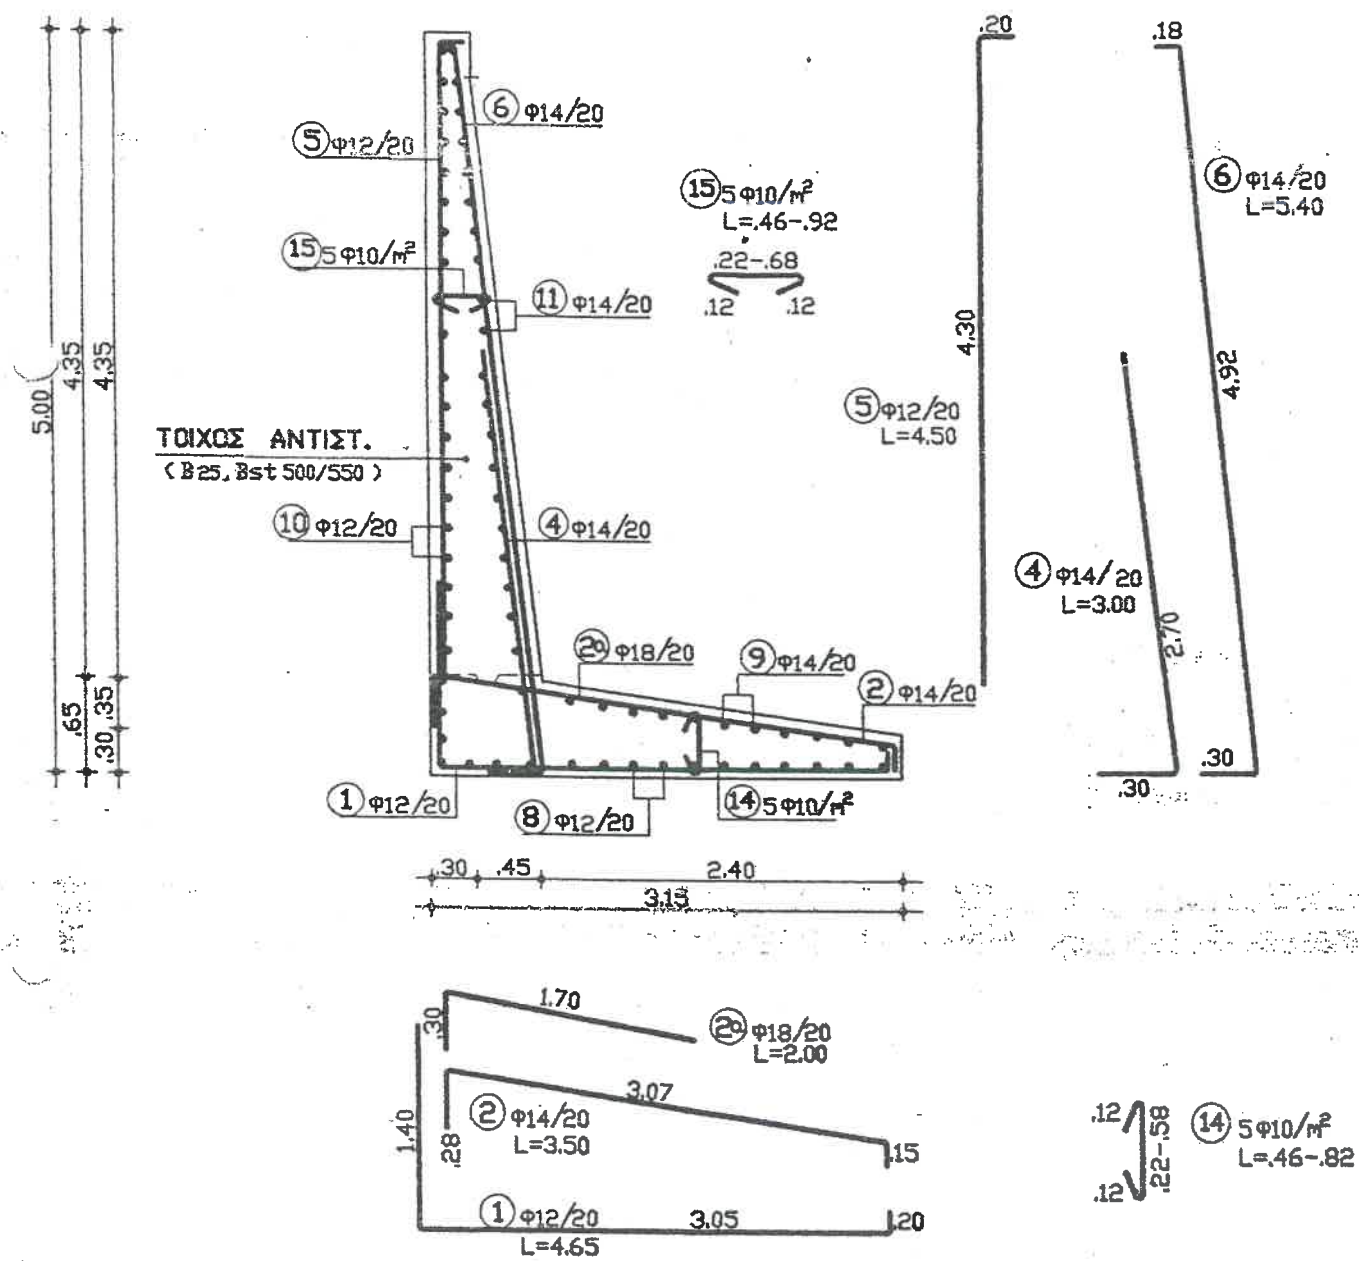 .20
.18
⑥ φ14/20
⑤ φ12/20
⑮ 5φ10/m²
L=.46-.92
.22-.68
.12
.12
⑥ φ14/20
L=5.40
⑮ 5φ10/m²
⑪ φ14/20
4.30
4.92
5.00
4.35
4.35
⑤ φ12/20
L=4.50
ΤΟΙΧΟΣ ΑΝΤΙΣΤ.
(B25, Bst 500/550)
⑩ φ12/20
④ φ14/20
④ φ14/20
L=3.00
2.70
2α φ18/20
⑨ φ14/20
② φ14/20
.65
.35
.30
.30
.30
① φ12/20
⑧ φ12/20
⑭ 5φ10/m²
.30
.45
2.40
3.15
1.70
.30
2α φ18/20
L=2.00
3.07
② φ14/20
L=3.50
1.40
.28
.15
.12
.22-.58
.12
⑭ 5φ10/m²
L=.46-.82
① φ12/20
3.05
.20
L=4.65